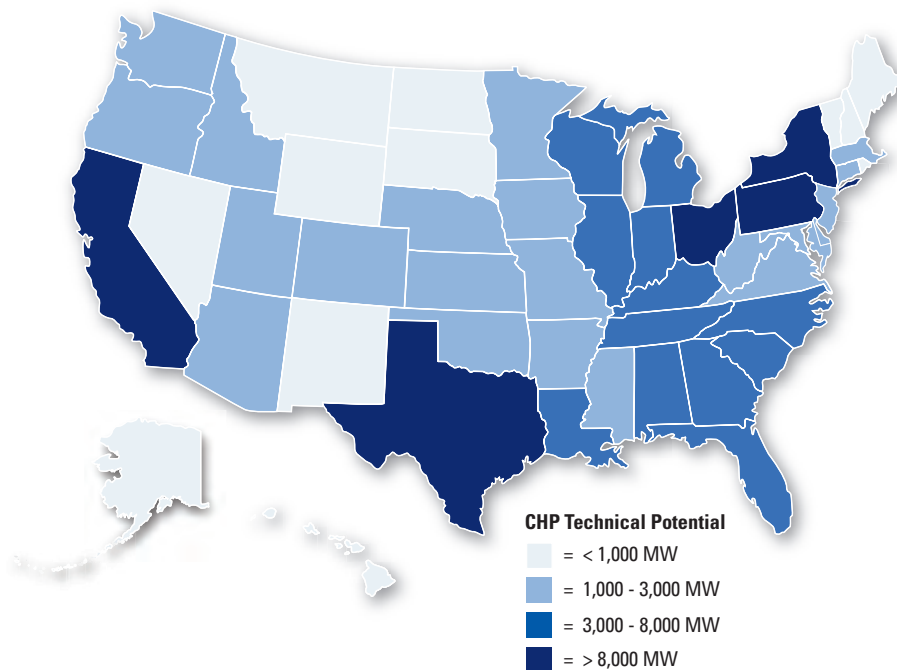 CHP Technical Potential
= < 1,000 MW
= 1,000 - 3,000 MW
= 3,000 - 8,000 MW
= > 8,000 MW